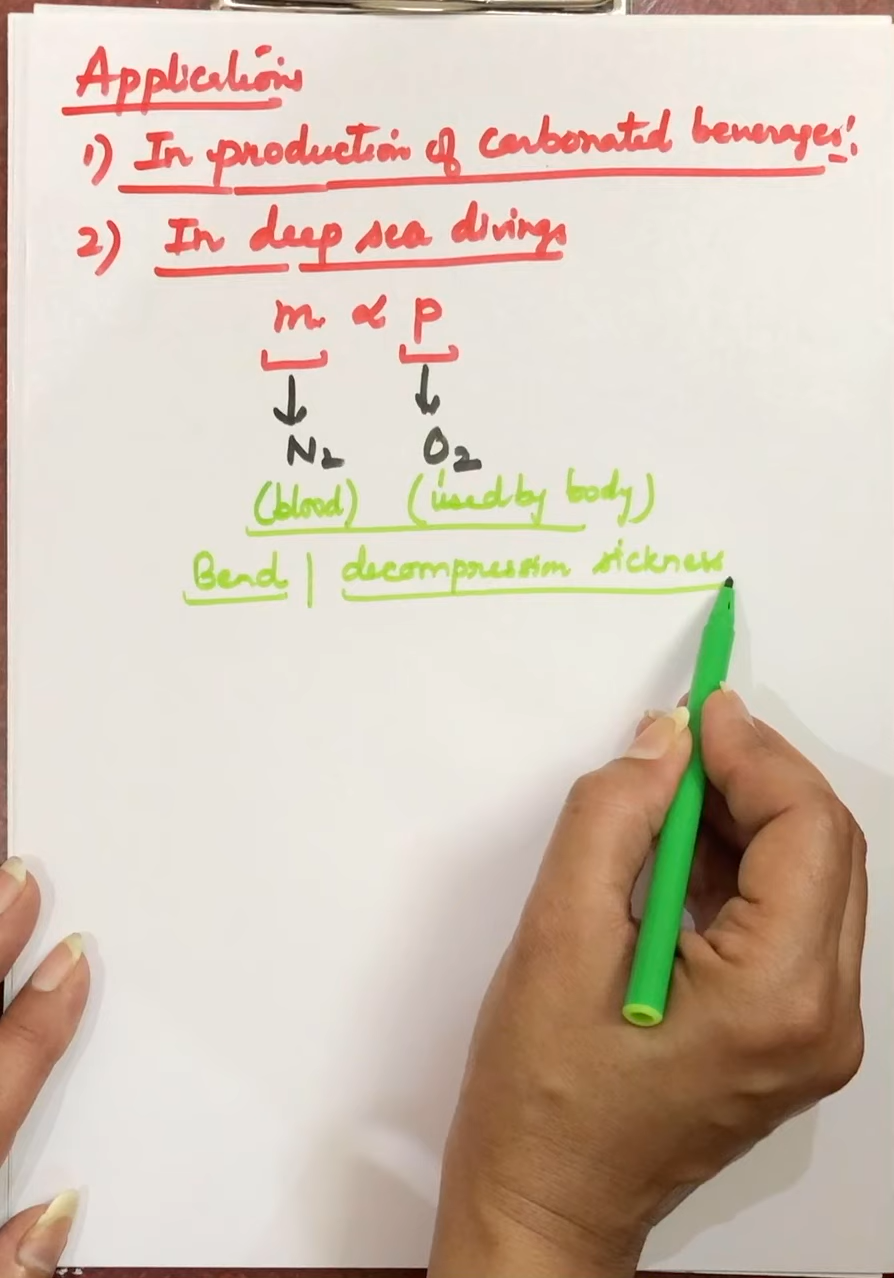 Applications
1) In production of carbonated beverages:
2) In deep sea divings
m ∝ p
↓ ↓
N₂ O₂
(blood) (used by body)
Bend | decompression sickness